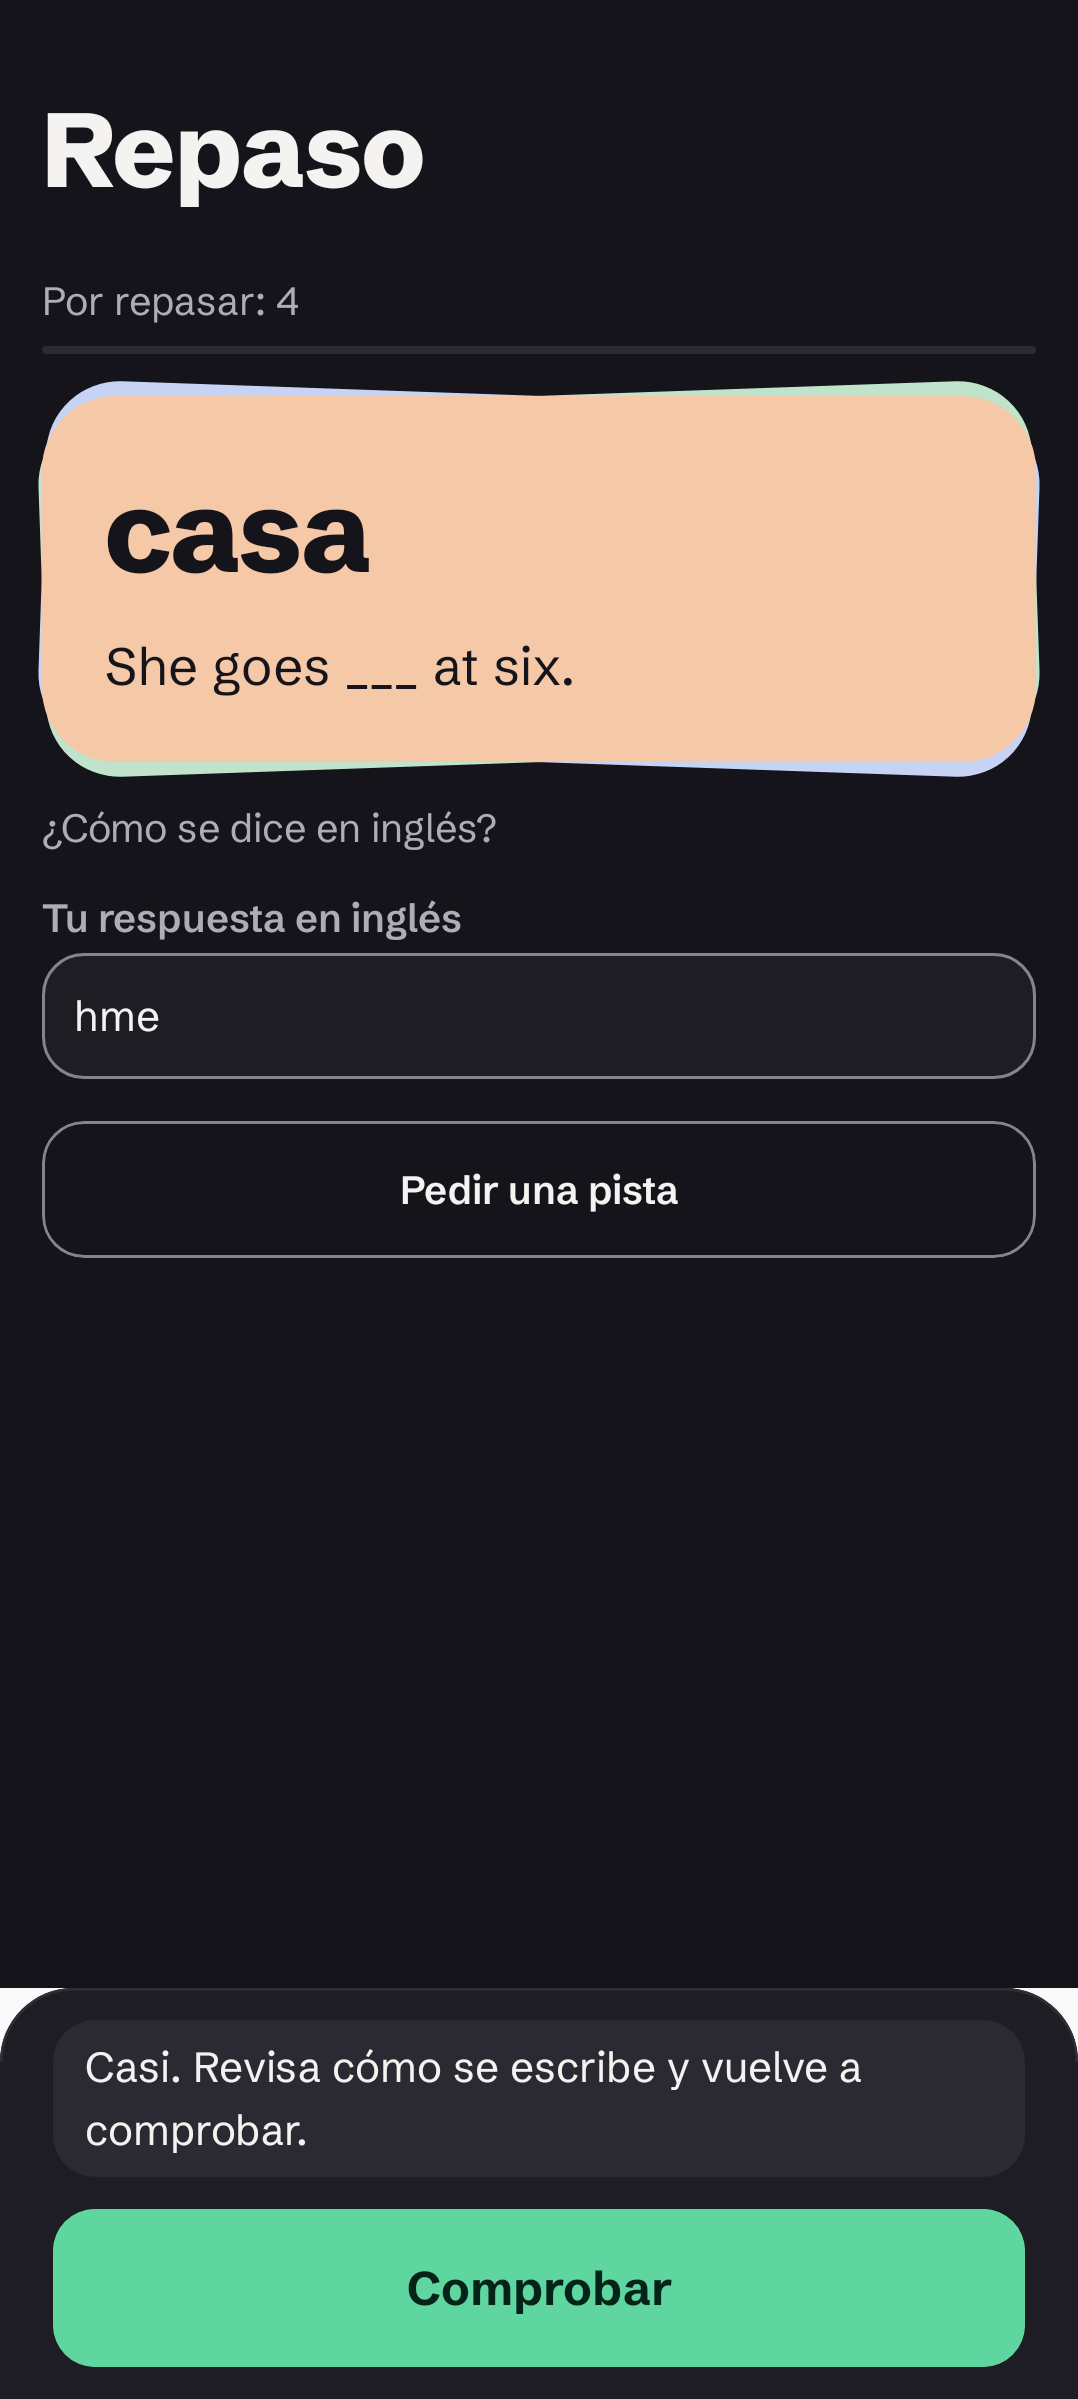 Repaso
Por repasar: 4
casa
She goes ___ at six.
¿Cómo se dice en inglés?
Tu respuesta en inglés
hme
Pedir una pista
Casi. Revisa cómo se escribe y vuelve a
comprobar.
Comprobar